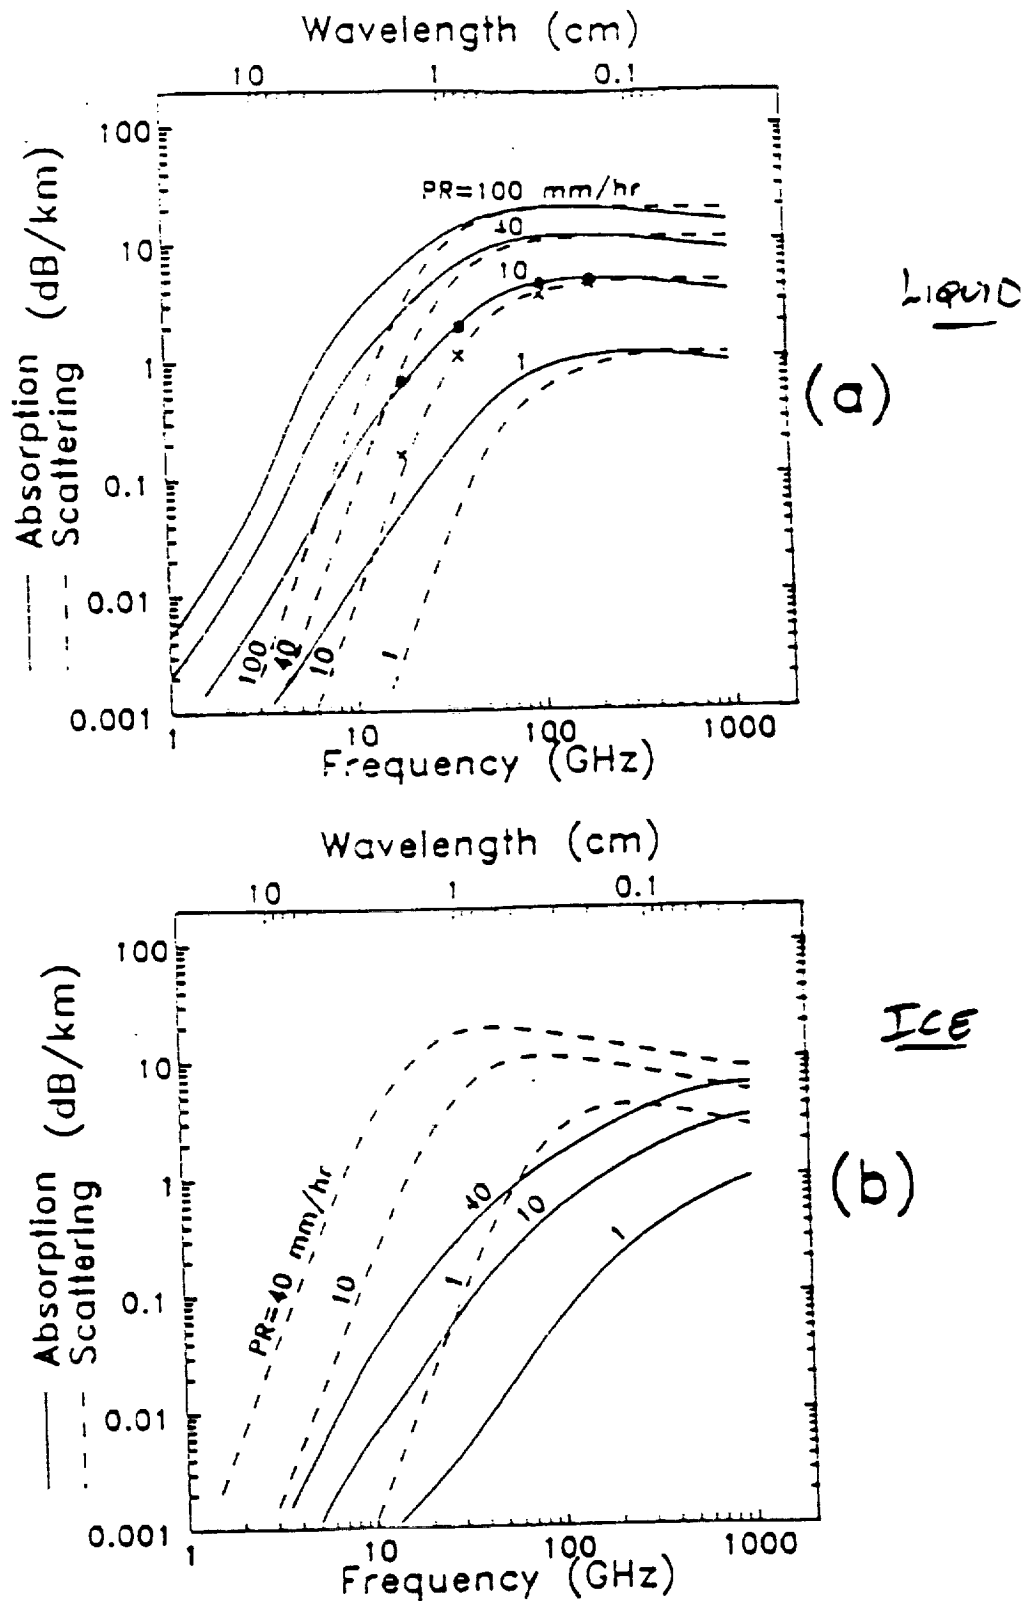 Wavelength (cm)
10 1 0.1
100
10
1
0.1
0.01
0.001
Absorption (dB/km)
Scattering
PR=100 mm/hr
40
10
1
100 40 10 1
1 10 100 1000
Frequency (GHz)
LIQUID
(a)
Wavelength (cm)
10 1 0.1
100
10
1
0.1
0.01
0.001
Absorption (dB/km)
Scattering
PR=40 mm/hr
10
1
40
10
1
1 10 100 1000
Frequency (GHz)
ICE
(b)